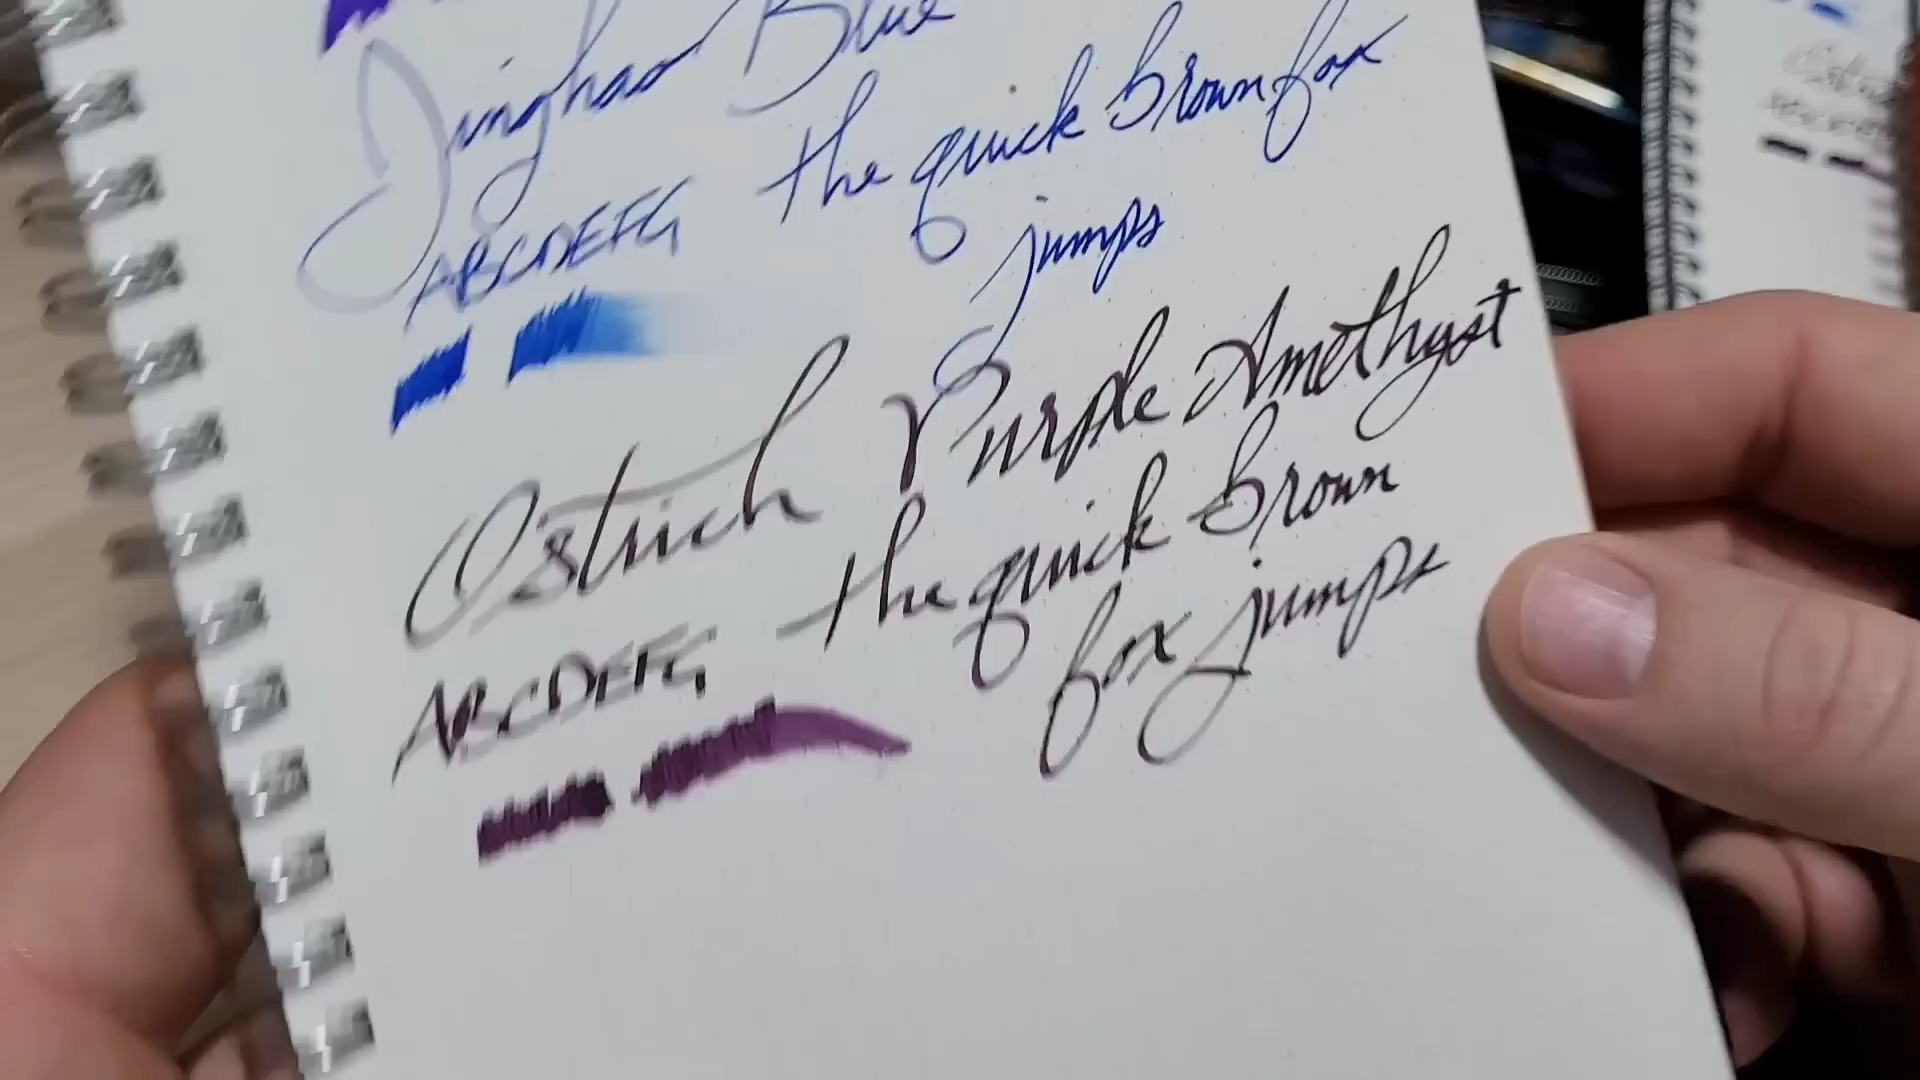 Jinghao Blue
ABCDEFG the quick brown fox
jumps
Ostrich Purple Amethyst
ABCDEFG the quick brown
fox jumps